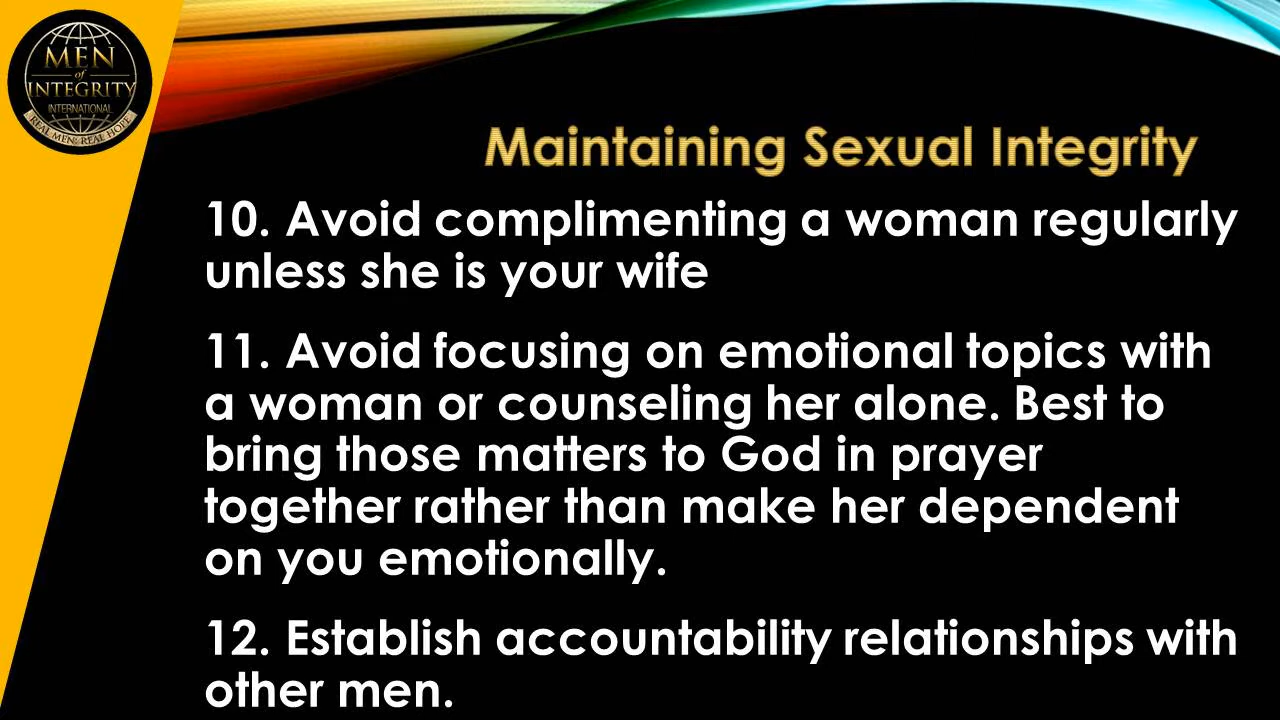 MEN
of
INTEGRITY
INTERNATIONAL
REAL MEN: REAL HOPE
Maintaining Sexual Integrity
10. Avoid complimenting a woman regularly
unless she is your wife
11. Avoid focusing on emotional topics with
a woman or counseling her alone. Best to
bring those matters to God in prayer
together rather than make her dependent
on you emotionally.
12. Establish accountability relationships with
other men.